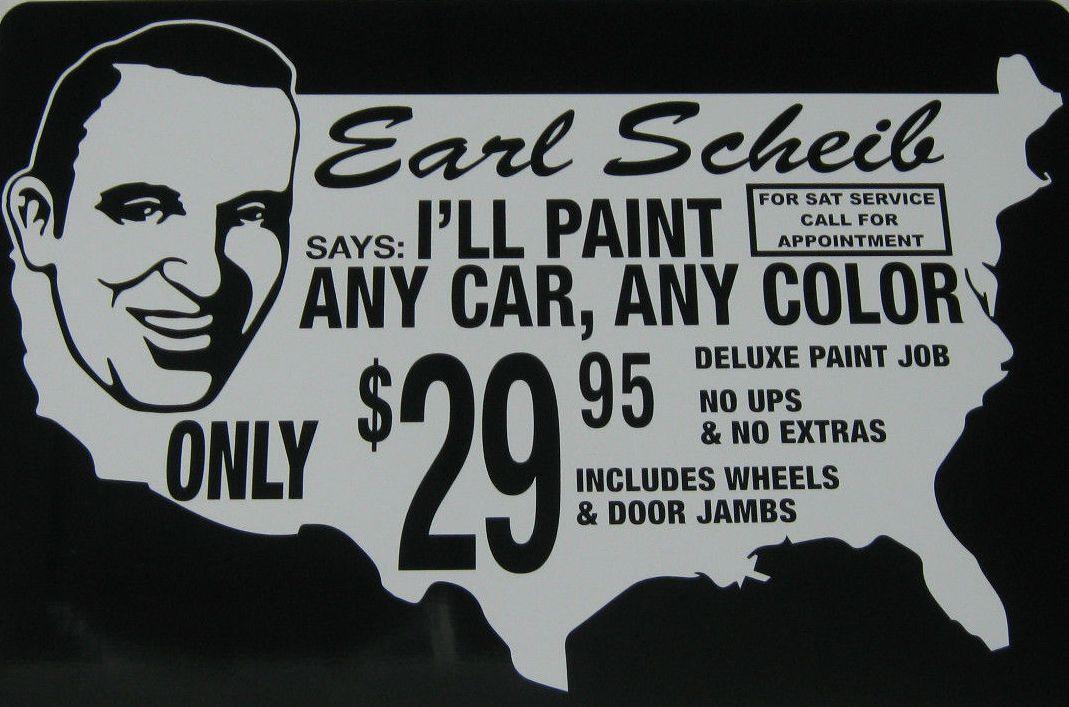 Earl Scheib
SAYS: I'LL PAINT
FOR SAT SERVICE
CALL FOR
APPOINTMENT
ANY CAR, ANY COLOR
ONLY $29 95
DELUXE PAINT JOB
NO UPS
& NO EXTRAS
INCLUDES WHEELS
& DOOR JAMBS